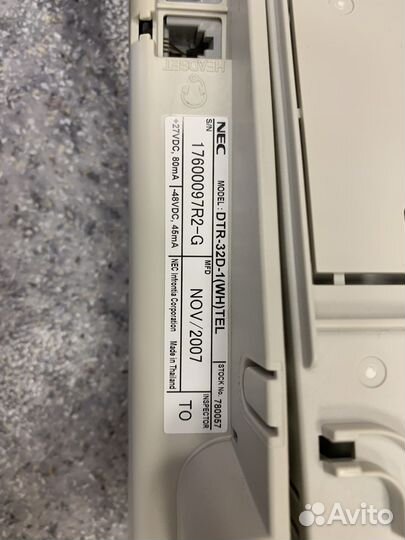 HEADSET
NEC MODEL : DTR-32D-1(WH)TEL STOCK No. 780057
S/N 17600097R2-G MFD NOV/2007 INSPECTOR TO
+27VDC, 80mA -48VDC, 45mA NEC Infrontia Corporation Made in Thailand
Avito